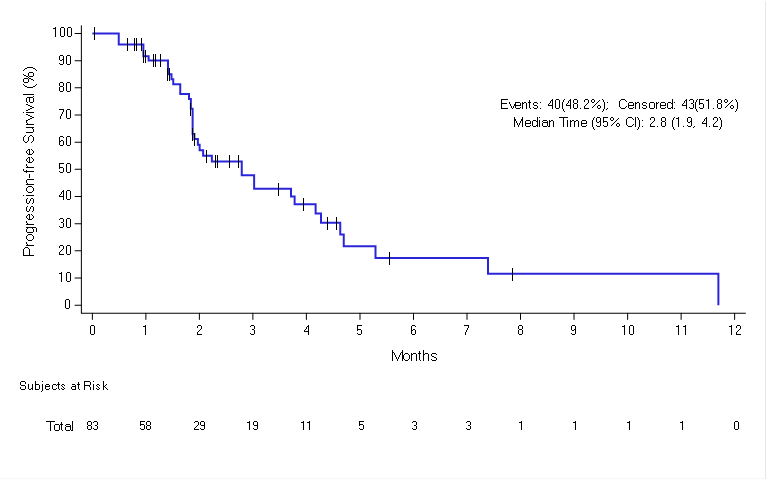 Progression-free Survival (%)
100
90
80
70
60
50
40
30
20
10
0
Events: 40(48.2%); Censored: 43(51.8%)
Median Time (95% CI): 2.8 (1.9, 4.2)
0 1 2 3 4 5 6 7 8 9 10 11 12
Months
Subjects at Risk
Total 83 58 29 19 11 5 3 3 1 1 1 1 0